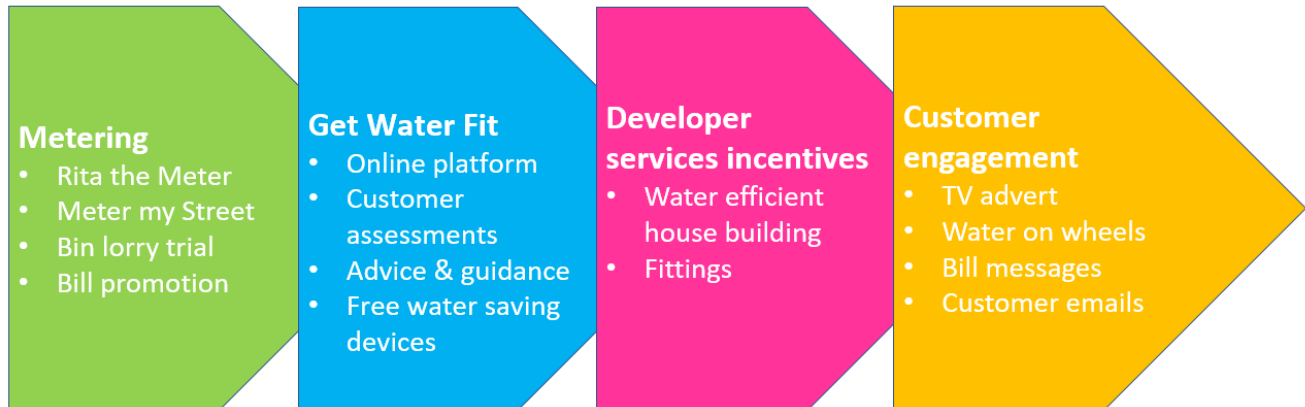 Metering
• Rita the Meter
• Meter my Street
• Bin lorry trial
• Bill promotion
Get Water Fit
• Online platform
• Customer
assessments
• Advice & guidance
• Free water saving
devices
Developer
services incentives
• Water efficient
house building
• Fittings
Customer
engagement
• TV advert
• Water on wheels
• Bill messages
• Customer emails